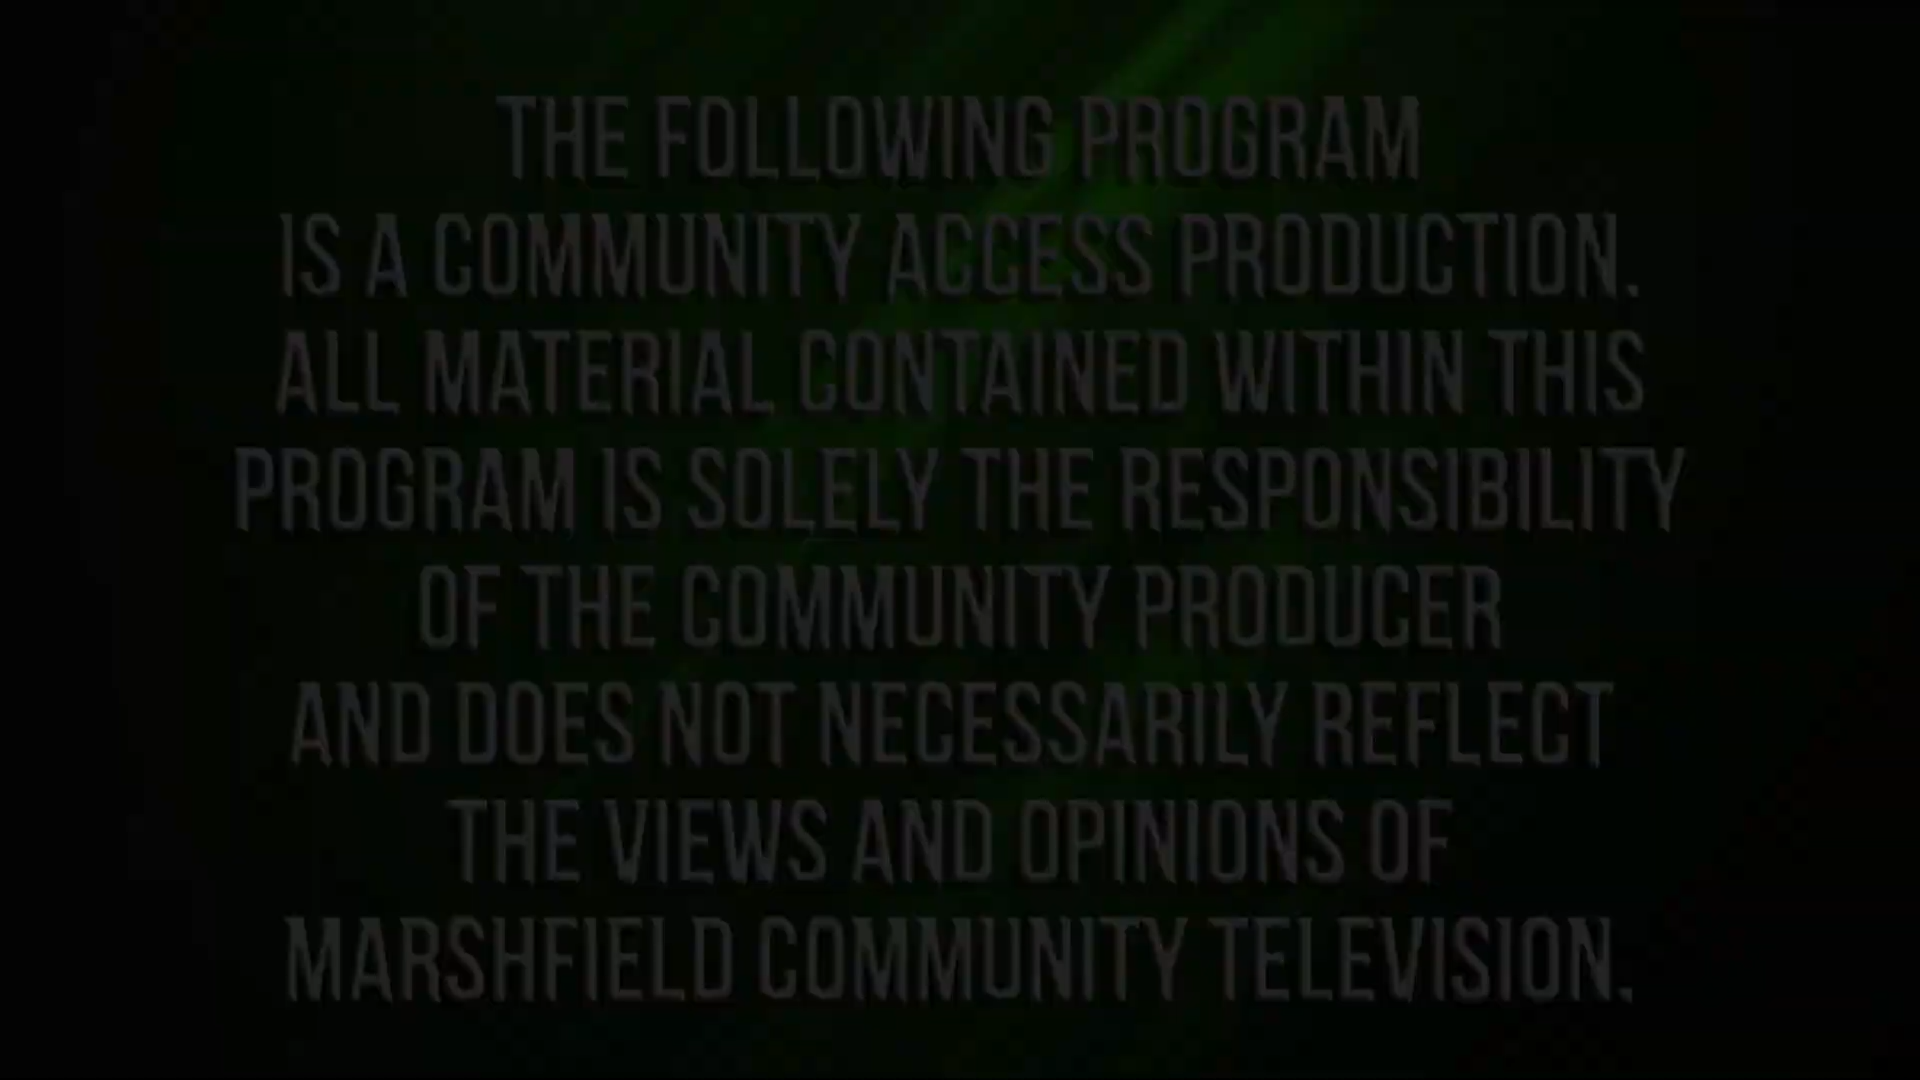 THE FOLLOWING PROGRAM
IS A COMMUNITY ACCESS PRODUCTION.
ALL MATERIAL CONTAINED WITHIN THIS
PROGRAM IS SOLELY THE RESPONSIBILITY
OF THE COMMUNITY PRODUCER
AND DOES NOT NECESSARILY REFLECT
THE VIEWS AND OPINIONS OF
MARSHFIELD COMMUNITY TELEVISION.